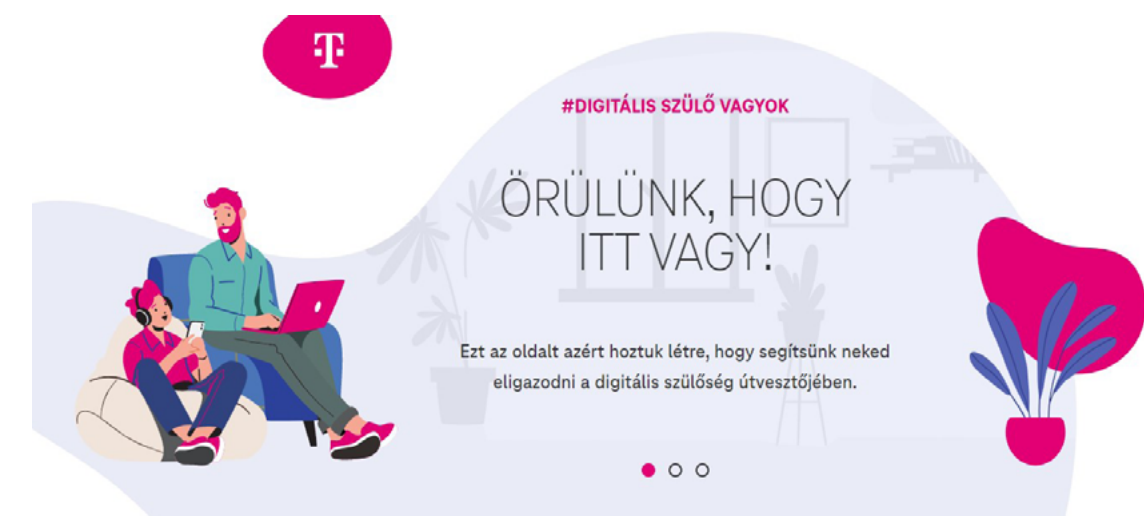 T
#DIGITÁLIS SZÜLŐ VAGYOK
ÖRÜLÜNK, HOGY
ITT VAGY!
Ezt az oldalt azért hoztuk létre, hogy segítsünk neked
eligazodni a digitális szülőség útvesztőjében.